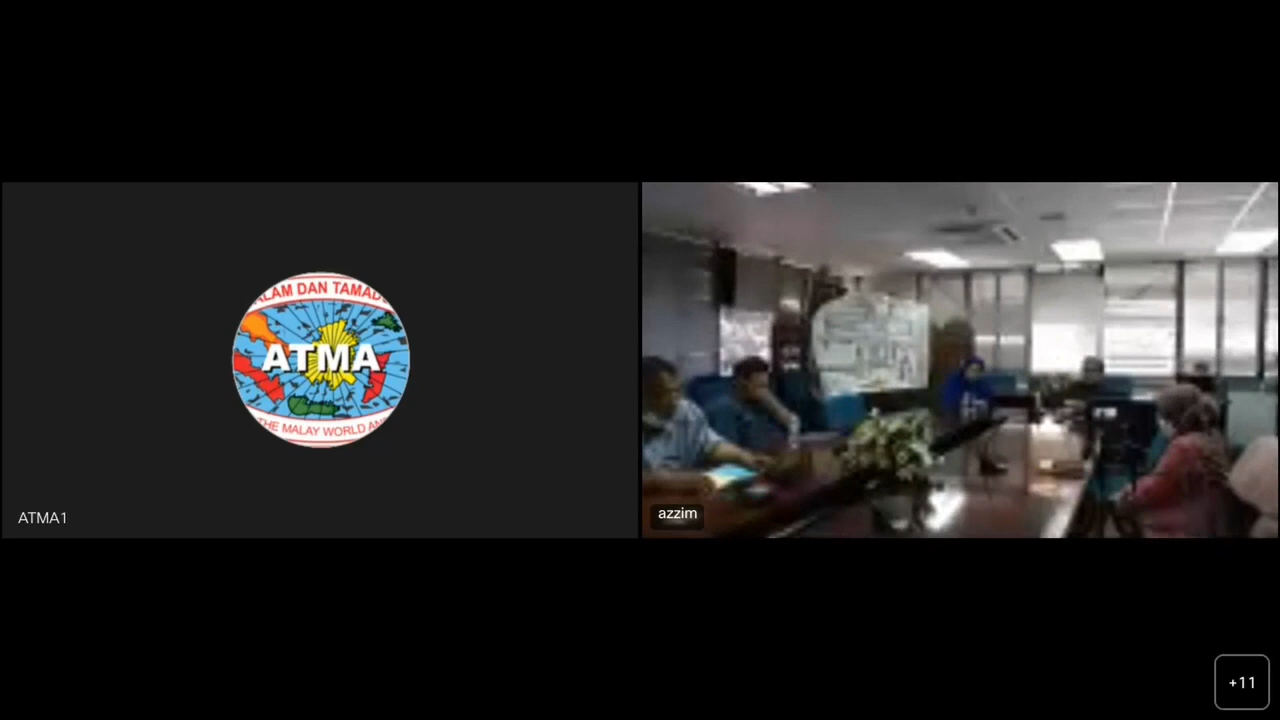 ALAM DAN TAMAD
ATMA
THE MALAY WORLD AN
ATMA1
azzim
+11